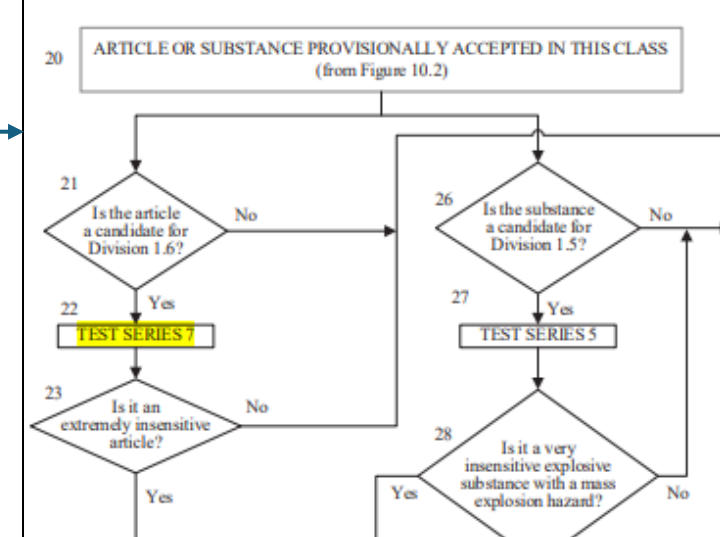 20
ARTICLE OR SUBSTANCE PROVISIONALLY ACCEPTED IN THIS CLASS
(from Figure 10.2)
21
Is the article
a candidate for
Division 1.6?
No
Yes
22
TEST SERIES 7
23
Is it an
extremely insensitive
article?
No
Yes
26
Is the substance
a candidate for
Division 1.5?
No
Yes
27
TEST SERIES 5
28
Is it a very
insensitive explosive
substance with a mass
explosion hazard?
Yes
No